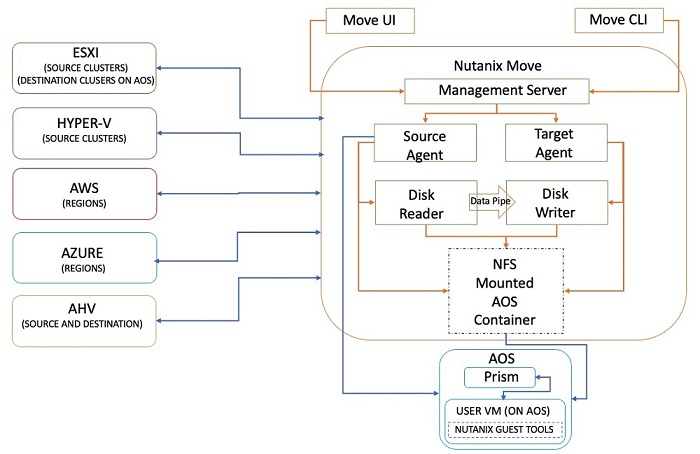 Move UI
Move CLI
ESXI
(SOURCE CLUSTERS)
(DESTINATION CLUSERS ON AOS)
HYPER-V
(SOURCE CLUSTERS)
AWS
(REGIONS)
AZURE
(REGIONS)
AHV
(SOURCE AND DESTINATION)
Nutanix Move
Management Server
Source
Agent
Target
Agent
Disk
Reader
Data Pipe
Disk
Writer
NFS
Mounted
AOS
Container
AOS
Prism
USER VM (ON AOS)
NUTANIX GUEST TOOLS